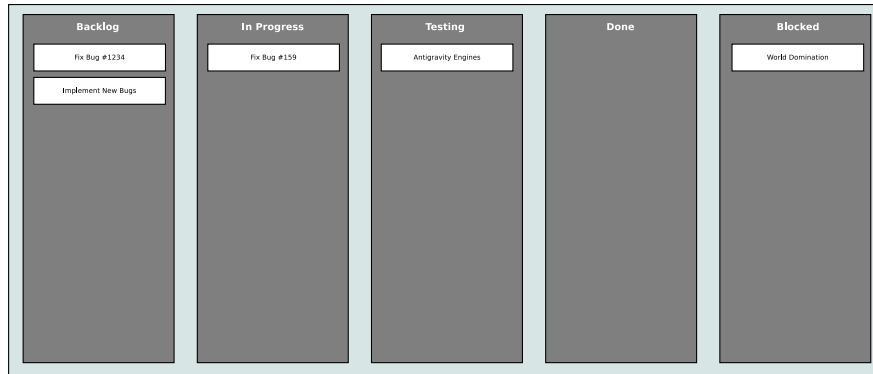 Backlog
Fix Bug #1234
Implement New Bugs
In Progress
Fix Bug #159
Testing
Antigravity Engines
Done
Blocked
World Domination